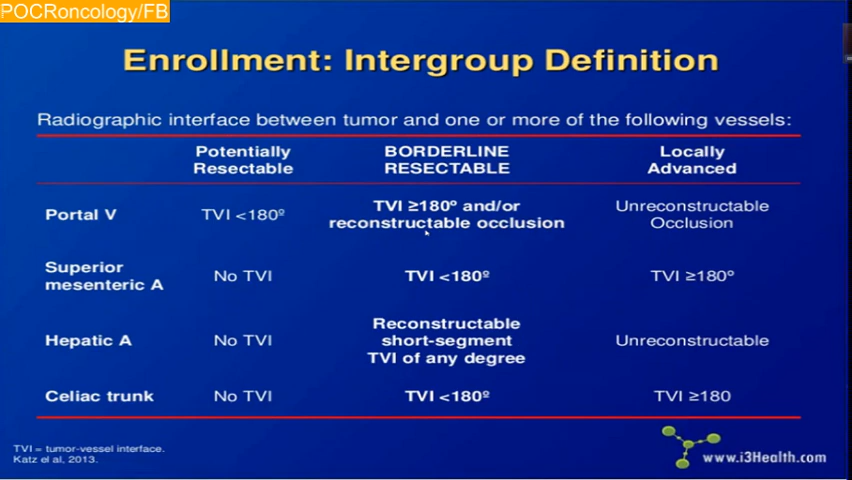 POCRoncology/FB
Enrollment: Intergroup Definition
Radiographic interface between tumor and one or more of the following vessels:
Potentially Resectable
BORDERLINE RESECTABLE
Locally Advanced
Portal V
TVI <180º
TVI ≥180º and/or reconstructable occlusion
Unreconstructable Occlusion
Superior mesenteric A
No TVI
TVI <180º
TVI ≥180º
Hepatic A
No TVI
Reconstructable short-segment TVI of any degree
Unreconstructable
Celiac trunk
No TVI
TVI <180º
TVI ≥180
TVI = tumor-vessel interface.
Katz el al, 2013.
www.i3Health.com